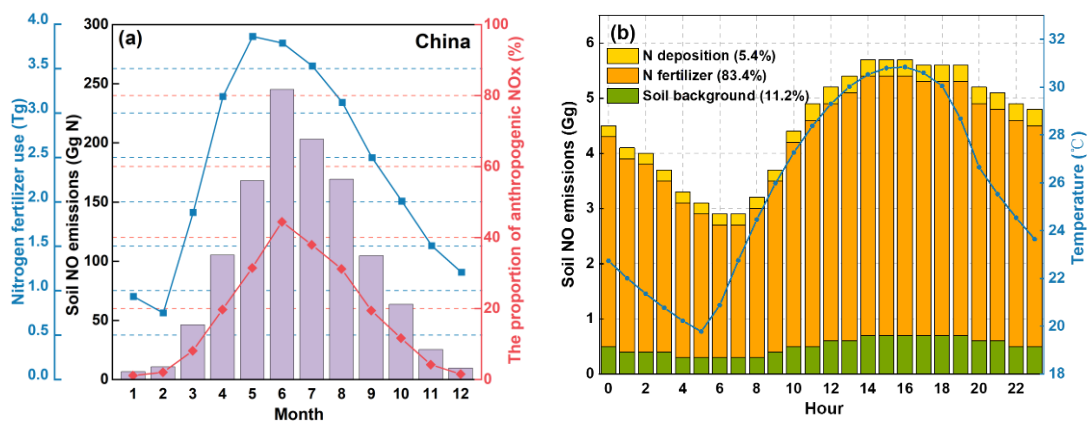 (a)
China
Nitrogen fertilizer use (Tg)
4.0
3.5
3.0
2.5
2.0
1.5
1.0
0.5
0.0
Soil NO emissions (Gg N)
300
250
200
150
100
50
0
The proportion of anthropogenic NOx (%)
100
80
60
40
20
0
1 2 3 4 5 6 7 8 9 10 11 12
Month
(b)
N deposition (5.4%)
N fertilizer (83.4%)
Soil background (11.2%)
Soil NO emissions (Gg)
6
5
4
3
2
1
0
Temperature (℃)
32
30
28
26
24
22
20
18
0 2 4 6 8 10 12 14 16 18 20 22
Hour